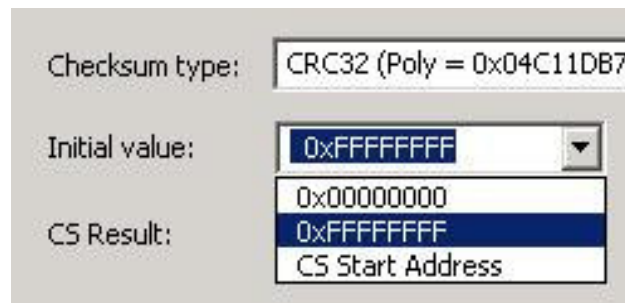 Checksum type: CRC32 (Poly = 0x04C11DB7
Initial value: 0xFFFFFFFF
0x00000000
CS Result: 0xFFFFFFFF
CS Start Address